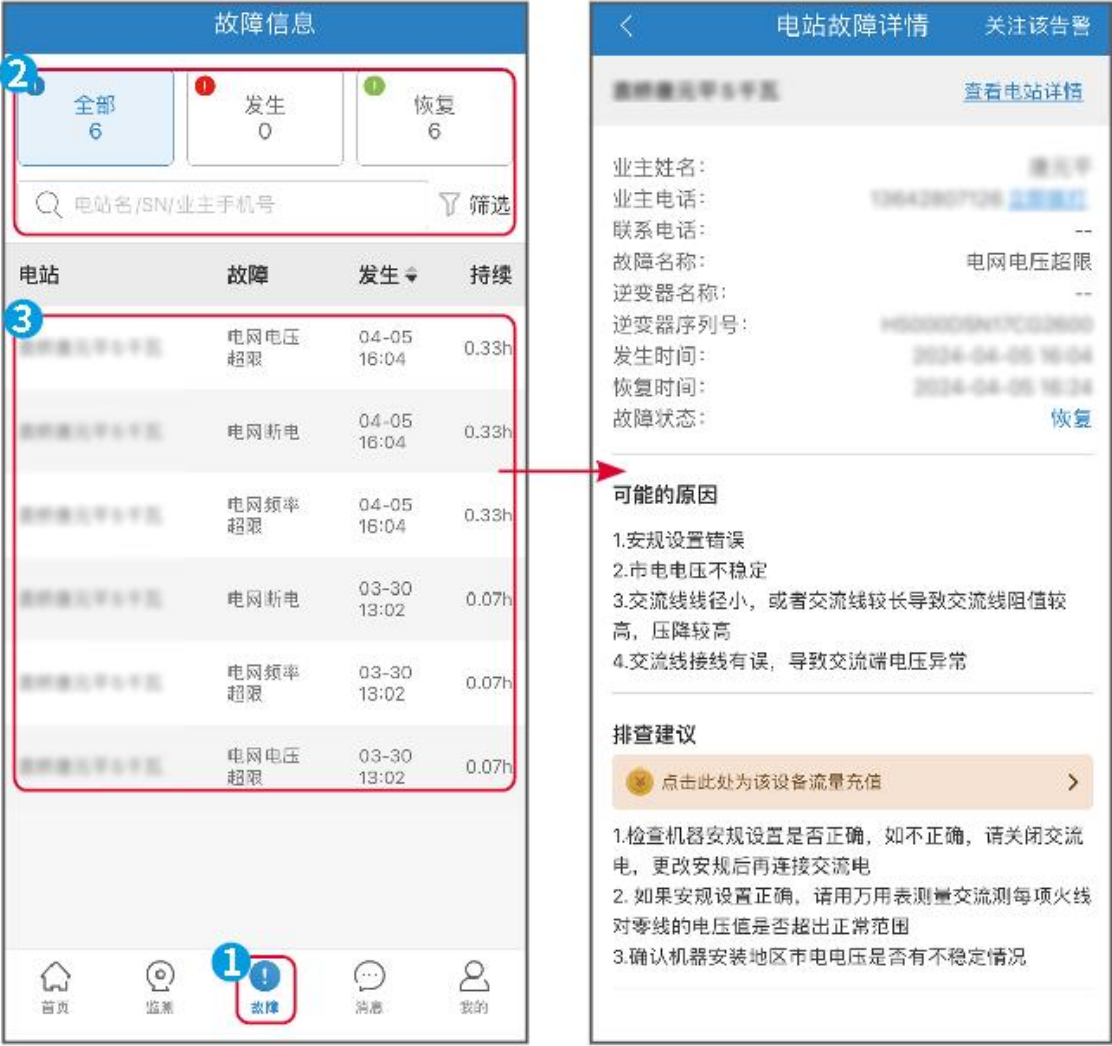 故障信息
2
全部
6
发生
0
恢复
6
电站名/SN/业主手机号
筛选
电站 故障 发生 持续
3
电网电压
超限
04-05
16:04
0.33h
电网断电
04-05
16:04
0.33h
电网频率
超限
04-05
16:04
0.33h
电网断电
03-30
13:02
0.07h
电网频率
超限
03-30
13:02
0.07h
电网电压
超限
03-30
13:02
0.07h
1
首页 监测 故障 消息 我的
电站故障详情 关注该告警
查看电站详情
业主姓名:
业主电话:
联系电话: --
故障名称: 电网电压超限
逆变器名称: --
逆变器序列号:
发生时间:
恢复时间:
故障状态: 恢复
可能的原因
1.安规设置错误
2.市电电压不稳定
3.交流线线径小，或者交流线较长导致交流线阻值较
高，压降较高
4.交流线接线有误，导致交流端电压异常
排查建议
点击此处为该设备流量充值
1.检查机器安规设置是否正确，如不正确，请关闭交流
电，更改安规后再连接交流电
2. 如果安规设置正确，请用万用表测量交流测每项火线
对零线的电压值是否超出正常范围
3.确认机器安装地区市电电压是否有不稳定情况